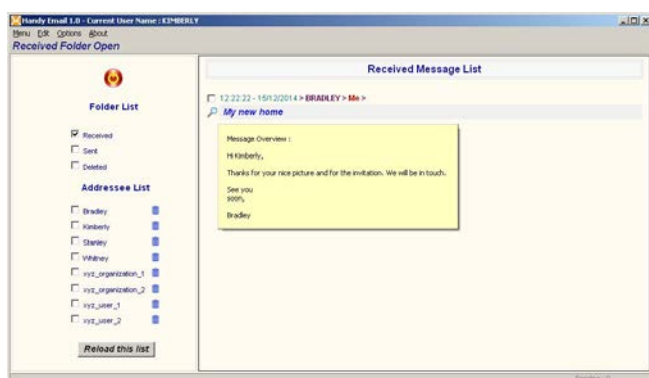 Handy Email 1.0 - Current User Name : KIMBERLY
Menu Edit Options About
Received Folder Open
Folder List
Received
Sent
Deleted
Addressee List
Bradley
Kimberly
Stanley
Whitney
xyz_organization_1
xyz_organization_2
xyz_user_1
xyz_user_2
Reload this list
Received Message List
12:22:22 - 15/12/2014 > BRADLEY > Me >
My new home
Message Overview :
Hi Kimberly,
Thanks for your nice picture and for the invitation. We will be in touch.
See you
soon,
Bradley